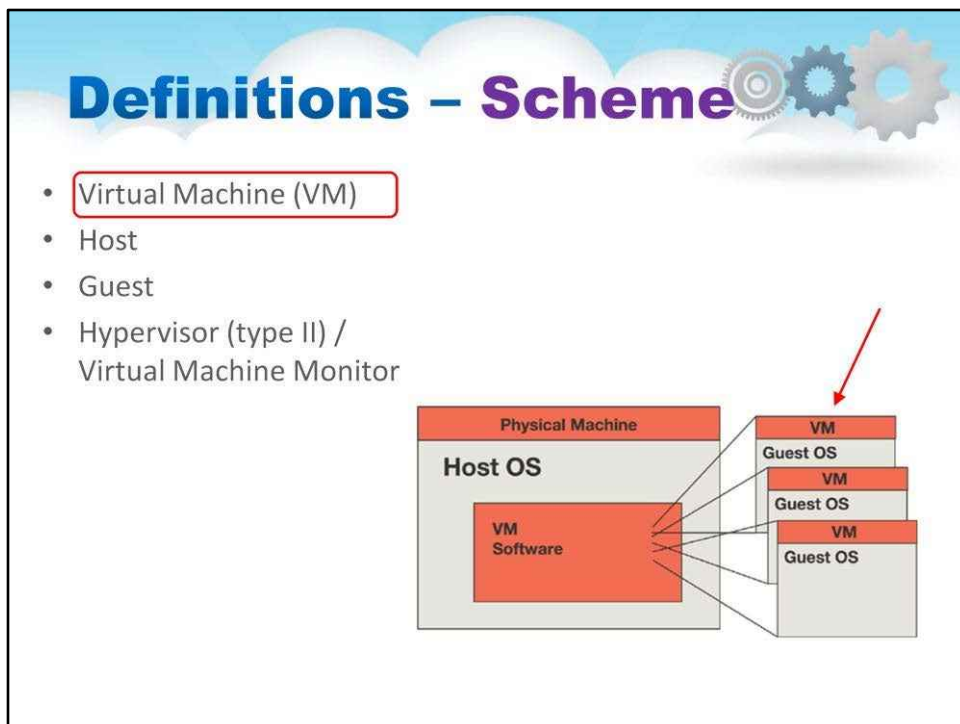 Definitions – Scheme
• Virtual Machine (VM)
• Host
• Guest
• Hypervisor (type II) /
Virtual Machine Monitor
Physical Machine
Host OS
VM
Software
VM
Guest OS
VM
Guest OS
VM
Guest OS